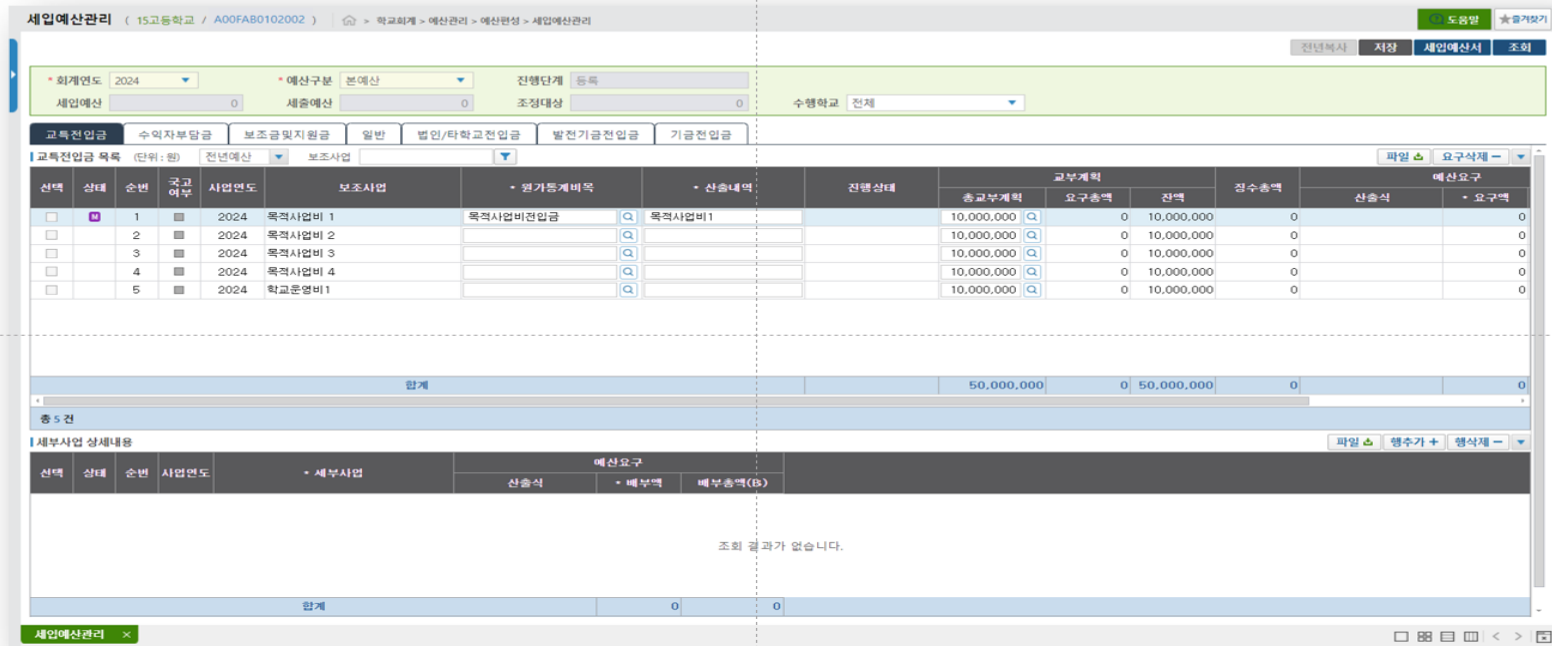 세입예산관리 ( 15고등학교 / A00FAB0102002 ) > 학교회계 > 예산관리 > 예산편성 > 세입예산관리 도움말 ★즐겨찾기
전년복사 저장 세입예산서 조회
* 회계연도 2024 * 예산구분 본예산 진행단계 등록
세입예산 0 세출예산 0 조정대상 0 수행학교 전체
교특전입금 수익자부담금 보조금및지원금 일반 법인/타학교전입금 발전기금전입금 기금전입금
교특전입금 목록 (단위 : 원) 전년예산 보조사업 파일 요구삭제 －
선택 상태 순번 국고여부 사업연도 보조사업 * 원가통계비목 * 산출내역 진행상태 교부계획 징수총액 예산요구
총교부계획 요구총액 잔액 산출식 * 요구액
M 1 2024 목적사업비 1 목적사업비전입금 목적사업비1 10,000,000 0 10,000,000 0 0
2 2024 목적사업비 2 10,000,000 0 10,000,000 0 0
3 2024 목적사업비 3 10,000,000 0 10,000,000 0 0
4 2024 목적사업비 4 10,000,000 0 10,000,000 0 0
5 2024 학교운영비1 10,000,000 0 10,000,000 0 0
합계 50,000,000 0 50,000,000 0 0
총 5 건
세부사업 상세내용 파일 행추가 + 행삭제 －
선택 상태 순번 사업연도 * 세부사업 예산요구
산출식 * 배부액 배부총액(B)
조회 결과가 없습니다.
합계 0 0
세입예산관리 ×